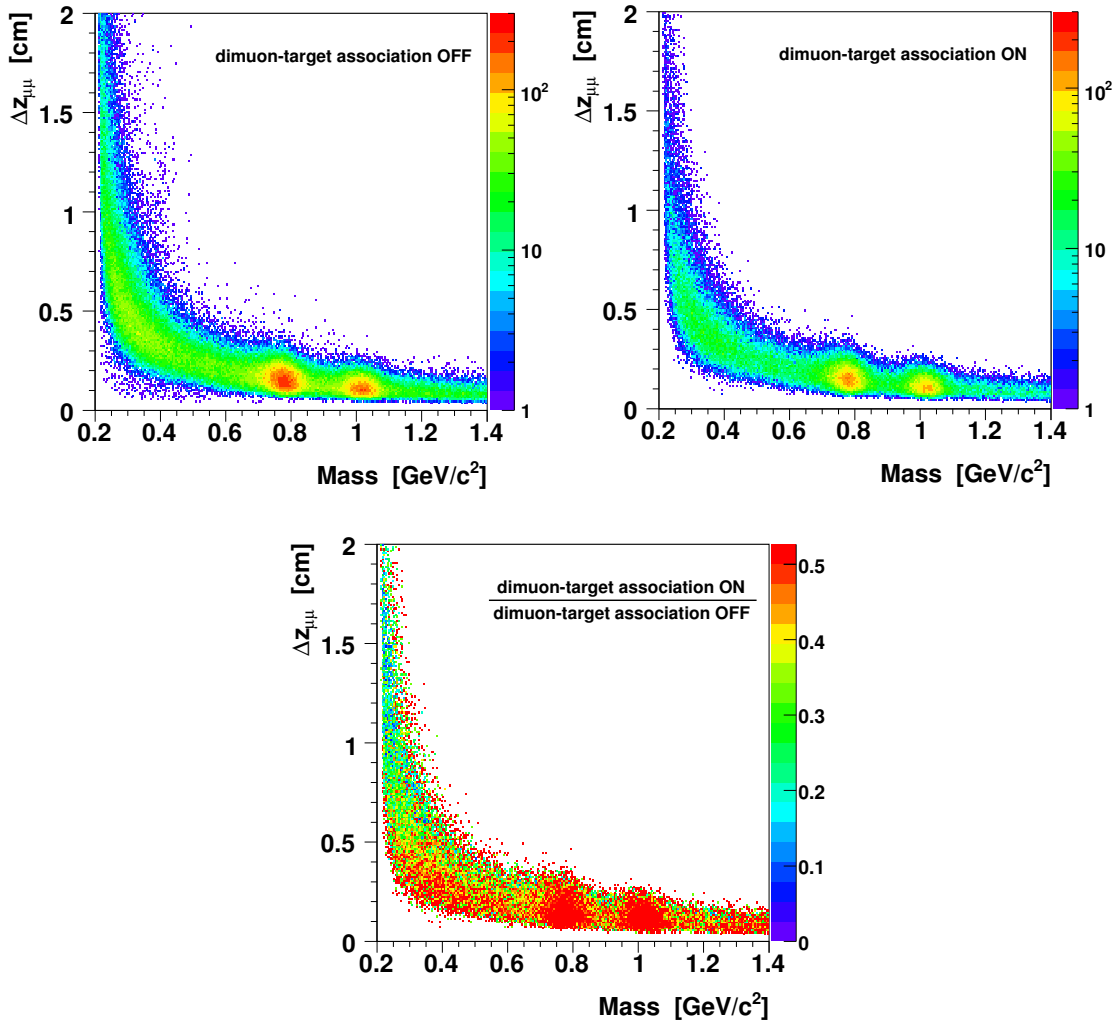 dimuon-target association OFF
Δz_μμ [cm]
2
1.5
1
0.5
0
0.2 0.4 0.6 0.8 1 1.2 1.4
Mass [GeV/c²]
10²
10
1
dimuon-target association ON
Δz_μμ [cm]
2
1.5
1
0.5
0
0.2 0.4 0.6 0.8 1 1.2 1.4
Mass [GeV/c²]
10²
10
1
dimuon-target association ON
dimuon-target association OFF
Δz_μμ [cm]
2
1.5
1
0.5
0
0.2 0.4 0.6 0.8 1 1.2 1.4
Mass [GeV/c²]
0.5
0.4
0.3
0.2
0.1
0